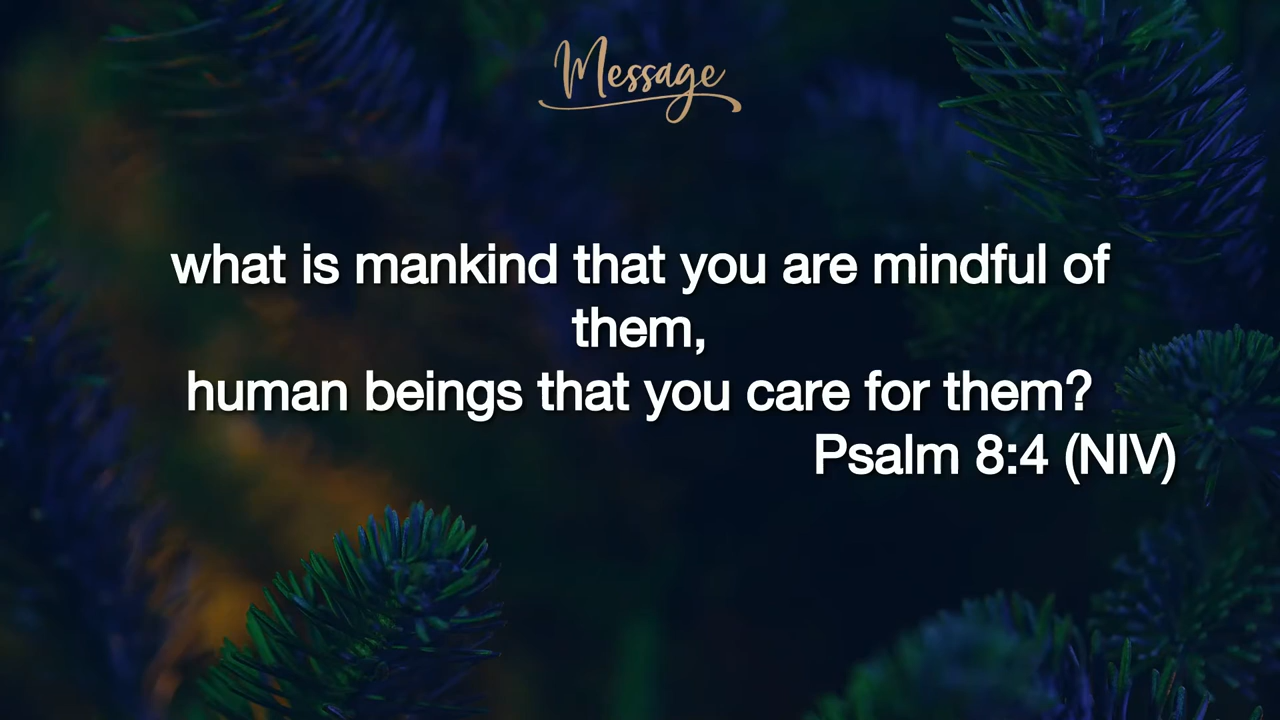 Message
what is mankind that you are mindful of
them,
human beings that you care for them?
Psalm 8:4 (NIV)